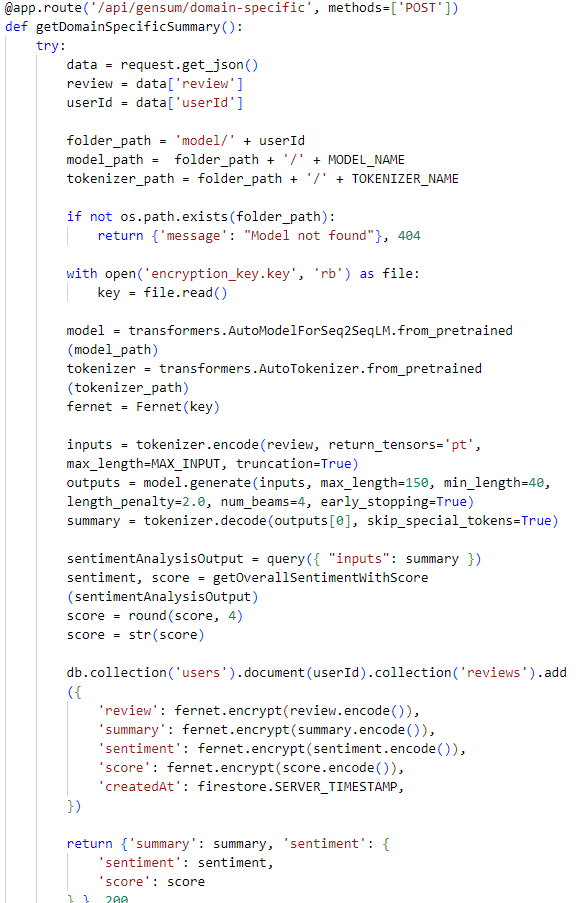 @app.route('/api/gensum/domain-specific', methods=['POST'])
def getDomainSpecificSummary():
    try:
        data = request.get_json()
        review = data['review']
        userId = data['userId']

        folder_path = 'model/' + userId
        model_path =  folder_path + '/' + MODEL_NAME
        tokenizer_path = folder_path + '/' + TOKENIZER_NAME

        if not os.path.exists(folder_path):
            return {'message': "Model not found"}, 404

        with open('encryption_key.key', 'rb') as file:
            key = file.read()

        model = transformers.AutoModelForSeq2SeqLM.from_pretrained
        (model_path)
        tokenizer = transformers.AutoTokenizer.from_pretrained
        (tokenizer_path)
        fernet = Fernet(key)

        inputs = tokenizer.encode(review, return_tensors='pt',
        max_length=MAX_INPUT, truncation=True)
        outputs = model.generate(inputs, max_length=150, min_length=40,
        length_penalty=2.0, num_beams=4, early_stopping=True)
        summary = tokenizer.decode(outputs[0], skip_special_tokens=True)

        sentimentAnalysisOutput = query({ "inputs": summary })
        sentiment, score = getOverallSentimentWithScore
        (sentimentAnalysisOutput)
        score = round(score, 4)
        score = str(score)

        db.collection('users').document(userId).collection('reviews').add
        ({
            'review': fernet.encrypt(review.encode()),
            'summary': fernet.encrypt(summary.encode()),
            'sentiment': fernet.encrypt(sentiment.encode()),
            'score': fernet.encrypt(score.encode()),
            'createdAt': firestore.SERVER_TIMESTAMP,
        })

        return {'summary': summary, 'sentiment': {
            'sentiment': sentiment,
            'score': score
        } }, 200